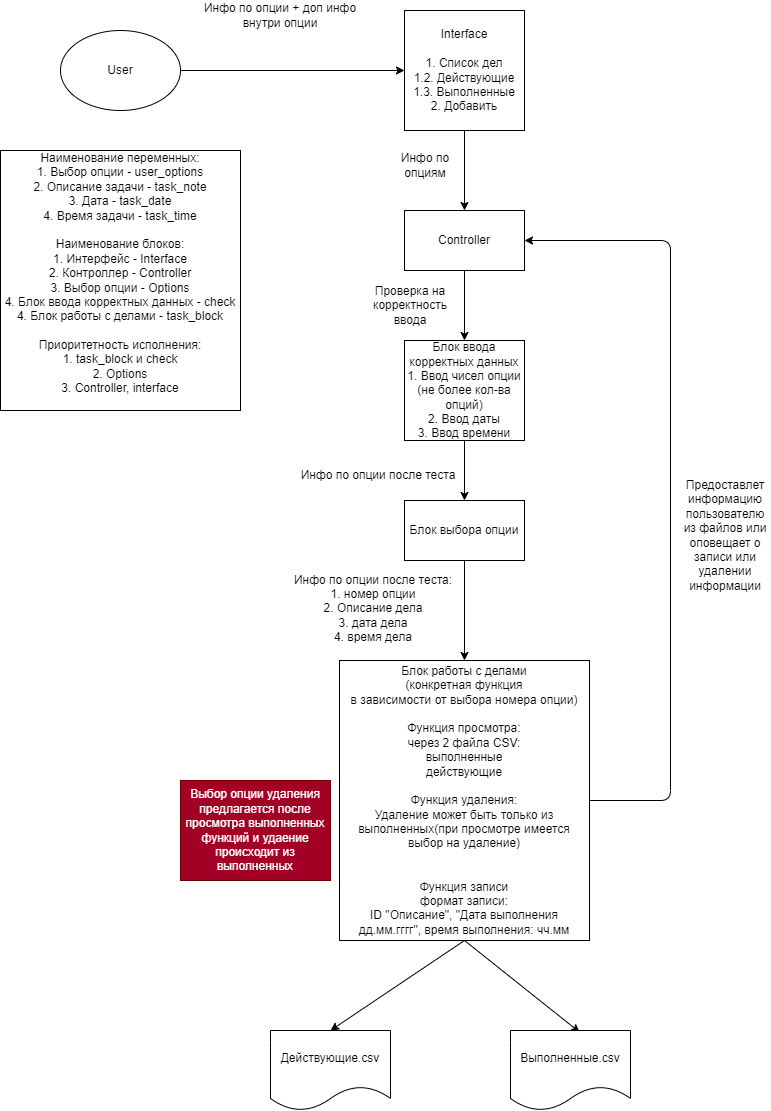 Инфо по опции + доп инфо
внутри опции
User
Interface
1. Список дел
1.2. Действующие
1.3. Выполненные
2. Добавить
Инфо по
опциям
Наименование переменных:
1. Выбор опции - user_options
2. Описание задачи - task_note
3. Дата - task_date
4. Время задачи - task_time
Наименование блоков:
1. Интерфейс - Interface
2. Контроллер - Controller
3. Выбор опции - Options
4. Блок ввода корректных данных - check
4. Блок работы с делами - task_block
Приоритетность исполнения:
1. task_block и check
2. Options
3. Controller, interface
Controller
Проверка на
корректность
ввода
Блок ввода
корректных данных
1. Ввод чисел опции
(не более кол-ва
опций)
2. Ввод даты
3. Ввод времени
Инфо по опции после теста
Блок выбора опции
Предоставлет
информацию
пользователю
из файлов или
оповещает о
записи или
удалении
информации
Инфо по опции после теста:
1. номер опции
2. Описание дела
3. дата дела
4. время дела
Блок работы с делами
(конкретная функция
в зависимости от выбора номера опции)
Функция просмотра:
через 2 файла CSV:
выполненные
действующие
Функция удаления:
Удаление может быть только из
выполненных(при просмотре имеется
выбор на удаление)
Функция записи
формат записи:
ID "Описание", "Дата выполнения
дд.мм.гггг", время выполнения: чч.мм
Выбор опции удаления
предлагается после
просмотра выполненных
функций и удаение
происходит из
выполненных
Действующие.csv
Выполненные.csv